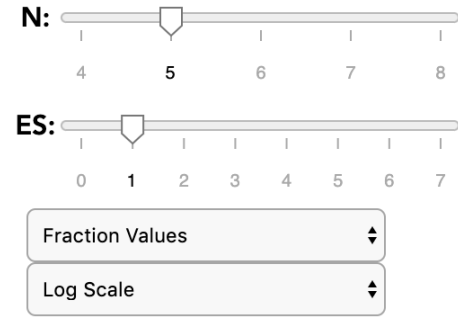 N:
4 5 6 7 8
ES:
0 1 2 3 4 5 6 7
Fraction Values
Log Scale